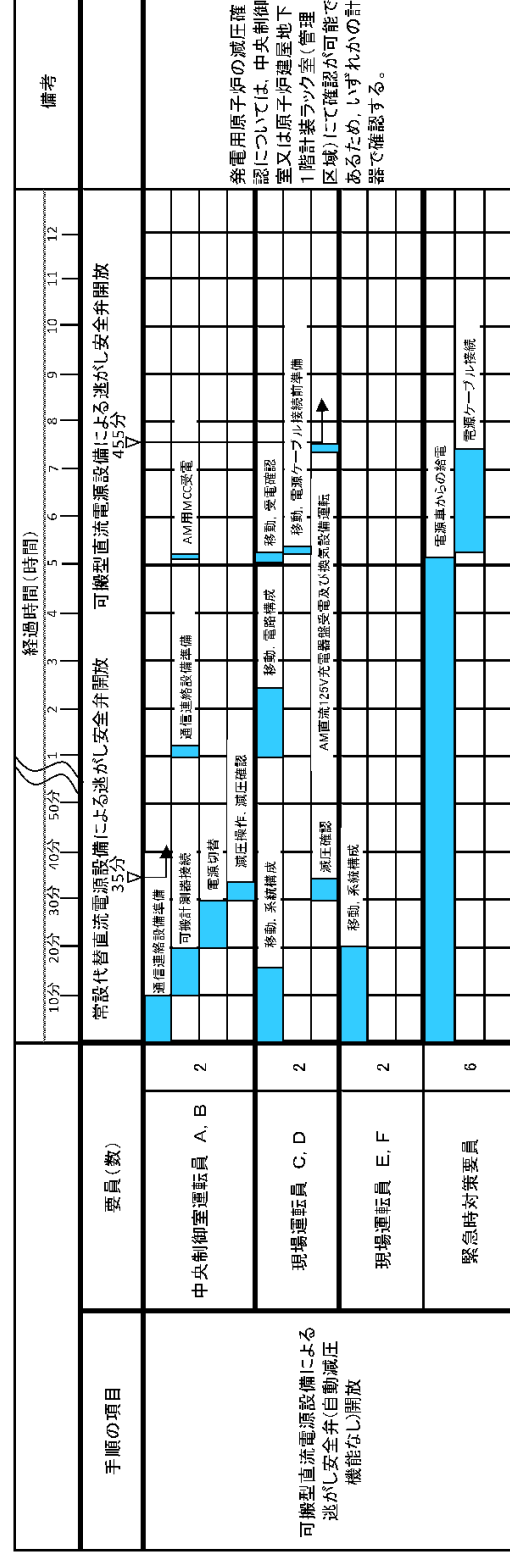 経過時間(時間)
備考
手順の項目
要員(数)
10分 20分 30分 40分 50分 1 2 3 4 5 6 7 8 9 10 11 12
常設代替直流電源設備による逃がし安全弁開放
35分
可搬型直流電源設備による逃がし安全弁開放
455分
可搬型直流電源設備による
逃がし安全弁(自動減圧
機能なし)開放
中央制御室運転員 A, B
2
通信連絡設備準備
可搬計測器接続
電源切替
減圧操作, 減圧確認
通信連絡設備準備
AM用MCC受電
現場運転員 C, D
2
移動, 系統構成
減圧確認
移動, 電路構成
移動, 受電確認
移動, 電源ケーブル接続前準備
AM直流125V充電器盤受電及び換気設備運転
現場運転員 E, F
2
移動, 系統構成
緊急時対策要員
6
電源車からの給電
電源ケーブル接続
発電用原子炉の減圧確
認については, 中央制御
室又は原子炉建屋地下
1階計装ラック室(管理
区域)にて確認が可能で
あるため, いずれかの計
器で確認する。